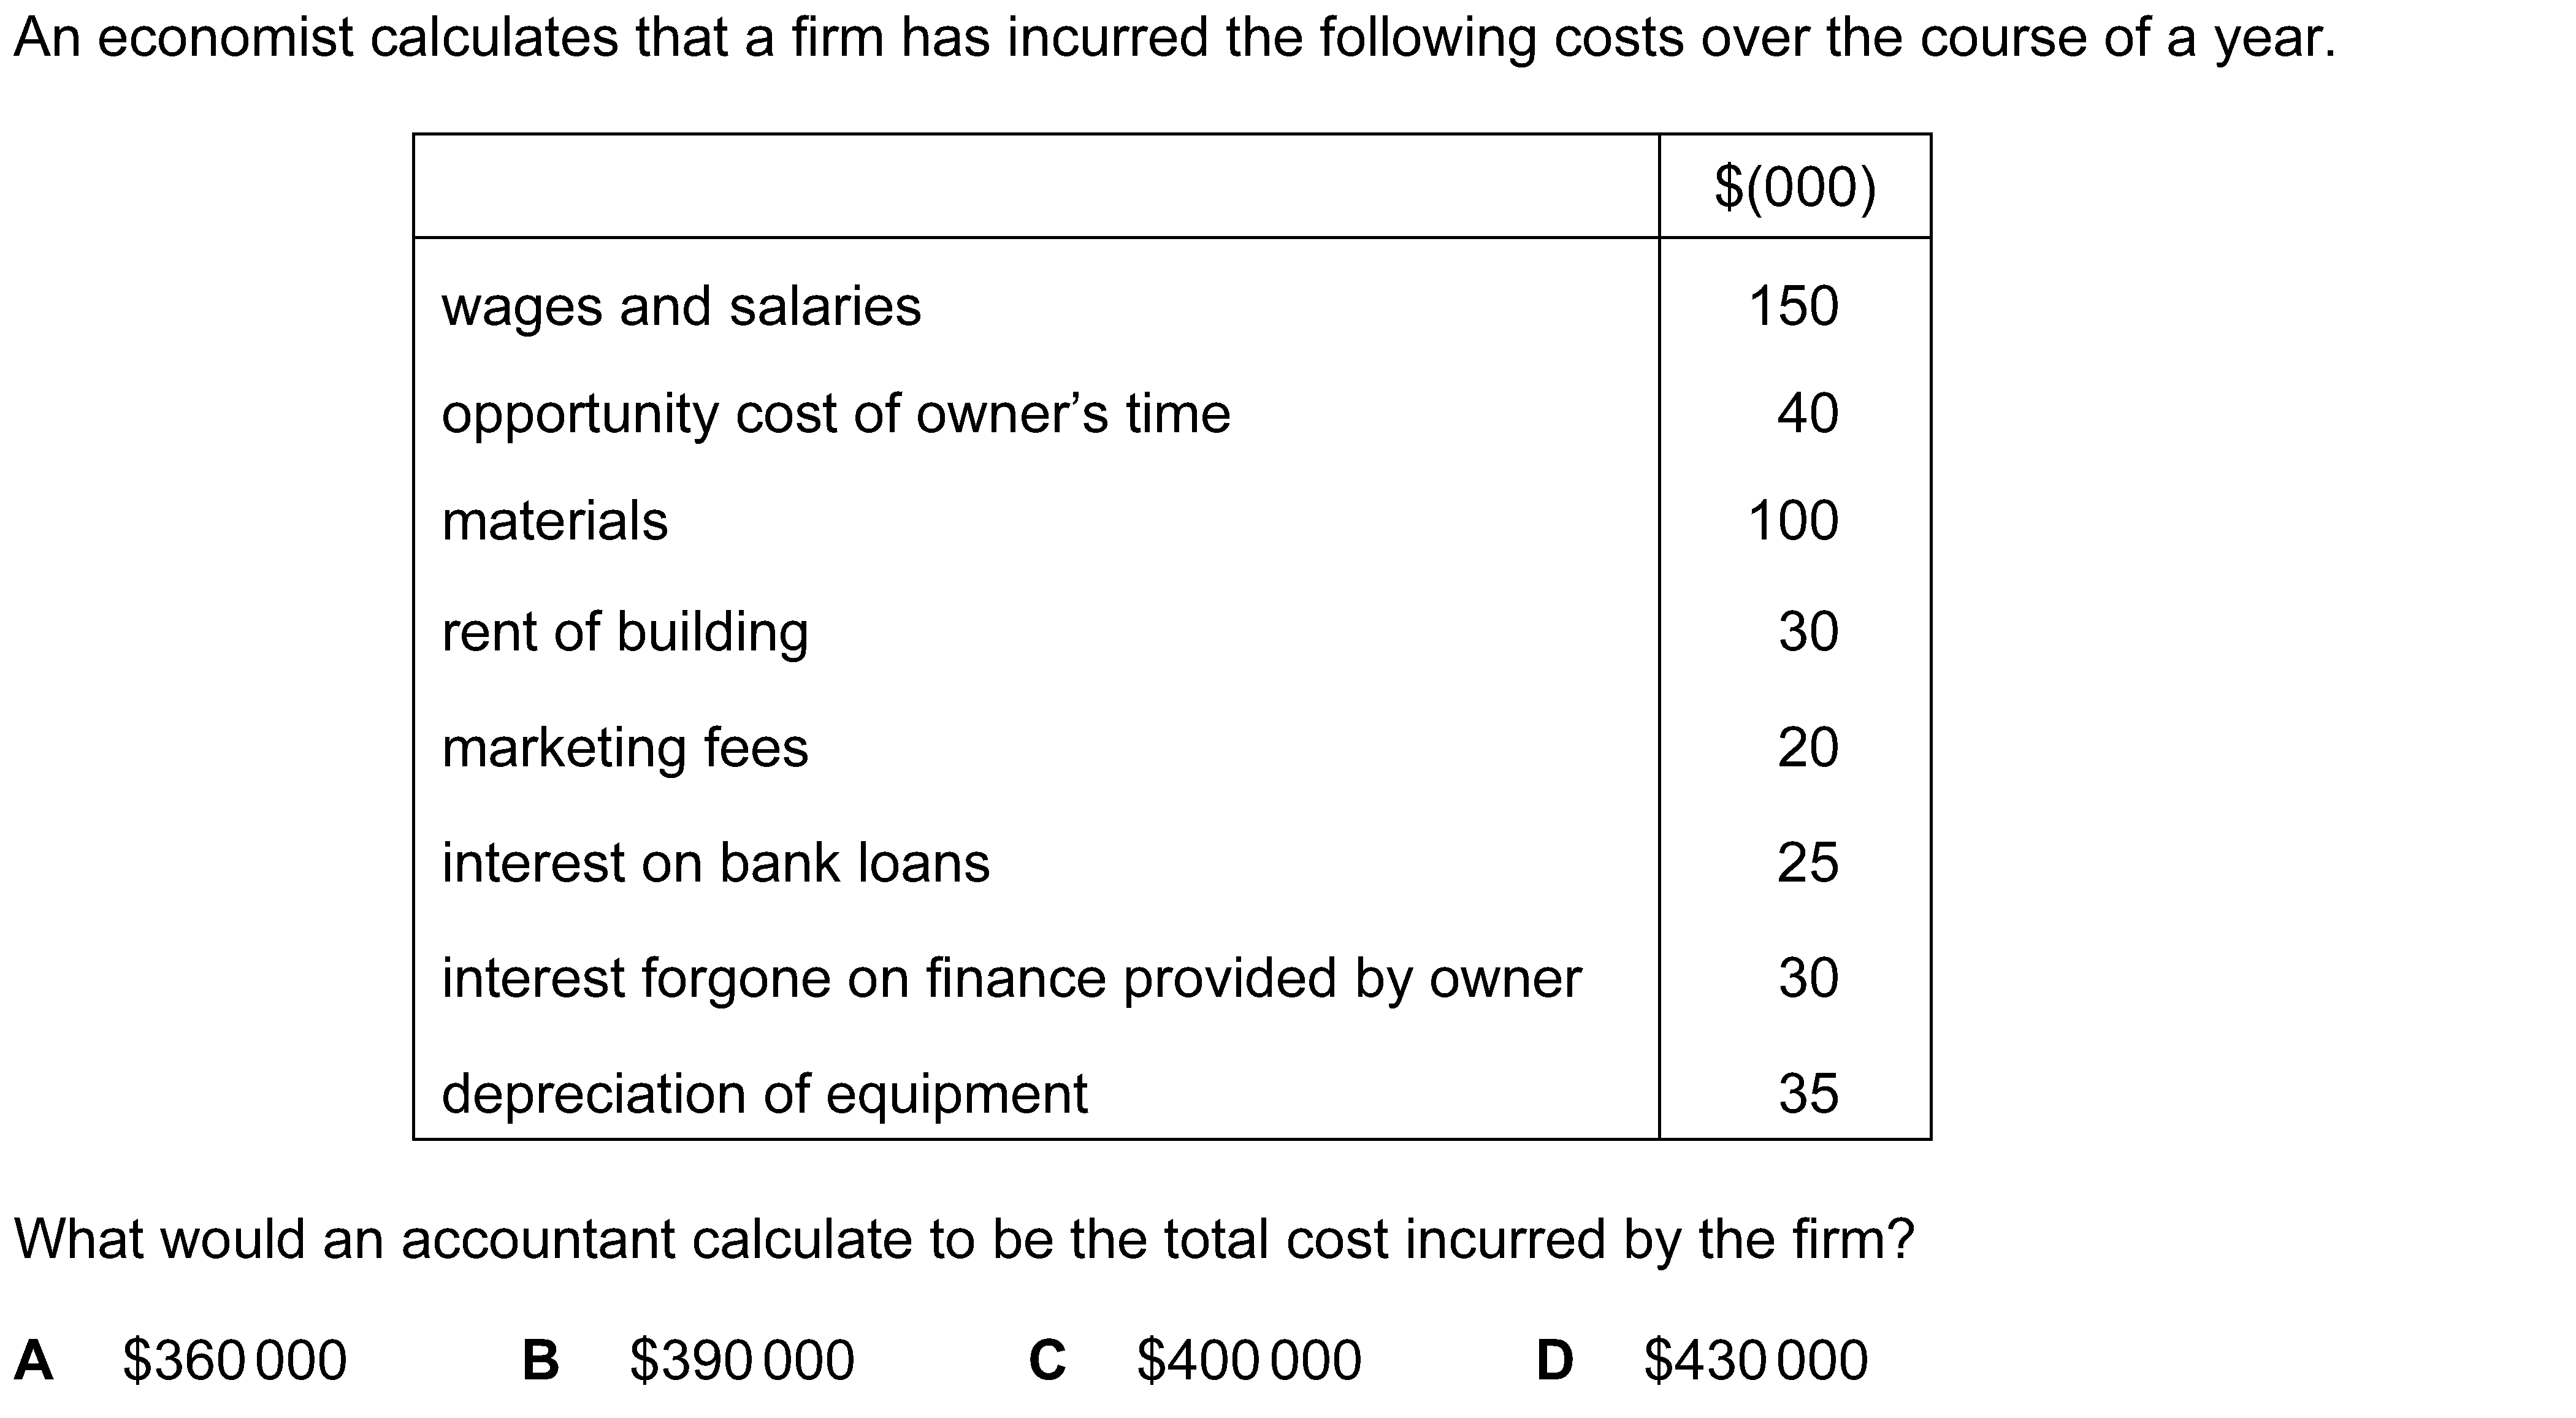 An economist calculates that a firm has incurred the following costs over the course of a year.
$(000)
wages and salaries 150
opportunity cost of owner’s time 40
materials 100
rent of building 30
marketing fees 20
interest on bank loans 25
interest forgone on finance provided by owner 30
depreciation of equipment 35
What would an accountant calculate to be the total cost incurred by the firm?
A $360 000 B $390 000 C $400 000 D $430 000